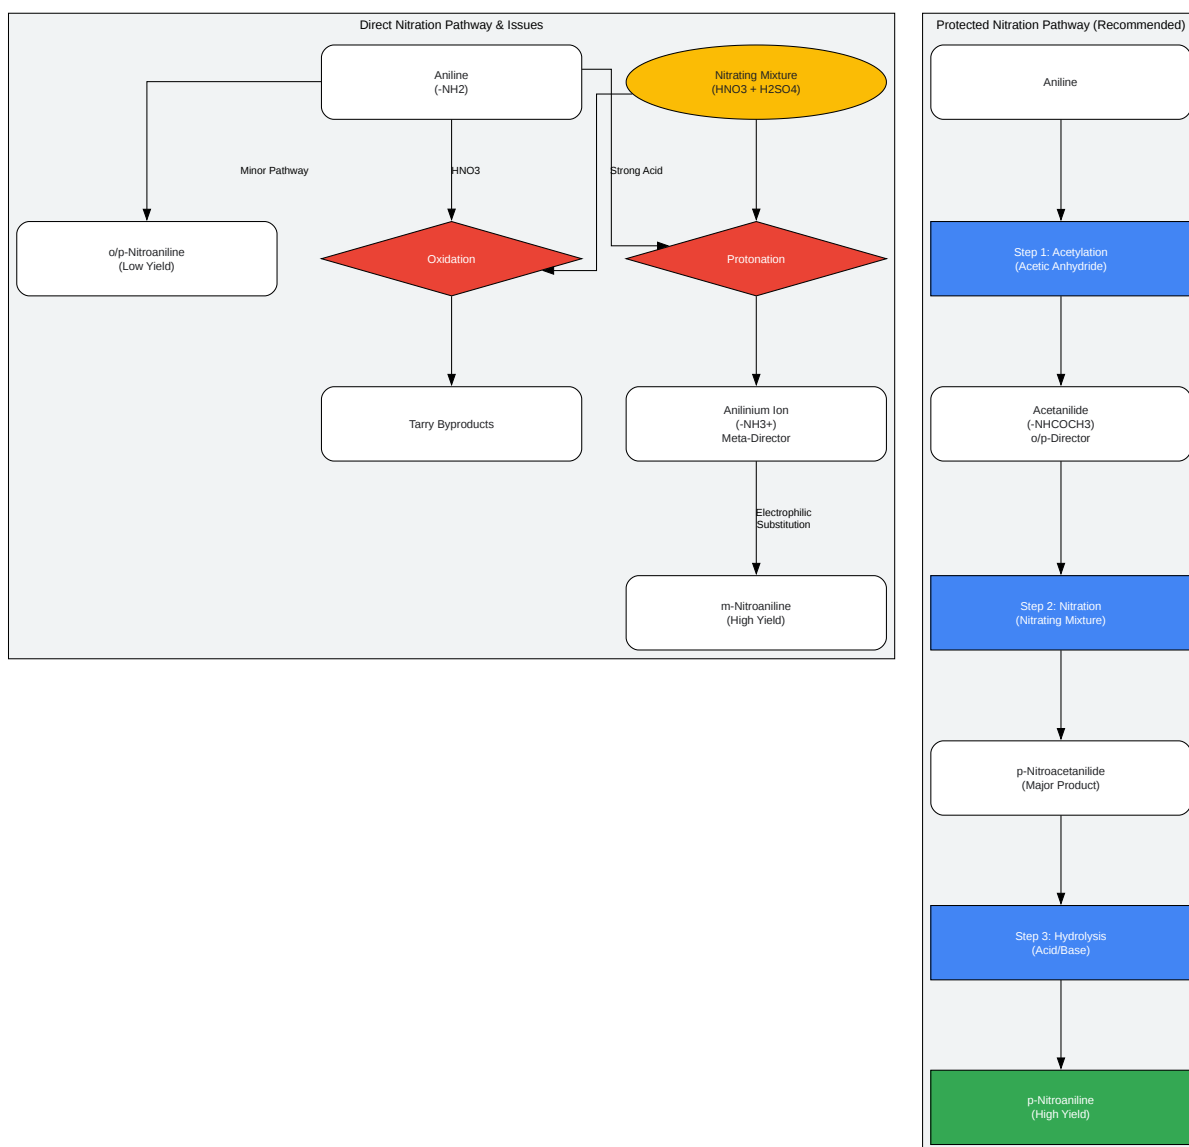 Direct Nitration Pathway & Issues
Aniline
(-NH2)
Nitrating Mixture
(HNO3 + H2SO4)
Minor Pathway
HNO3
Strong Acid
o/p-Nitroaniline
(Low Yield)
Oxidation
Protonation
Tarry Byproducts
Anilinium Ion
(-NH3+)
Meta-Director
Electrophilic
Substitution
m-Nitroaniline
(High Yield)
Protected Nitration Pathway (Recommended)
Aniline
Step 1: Acetylation
(Acetic Anhydride)
Acetanilide
(-NHCOCH3)
o/p-Director
Step 2: Nitration
(Nitrating Mixture)
p-Nitroacetanilide
(Major Product)
Step 3: Hydrolysis
(Acid/Base)
p-Nitroaniline
(High Yield)